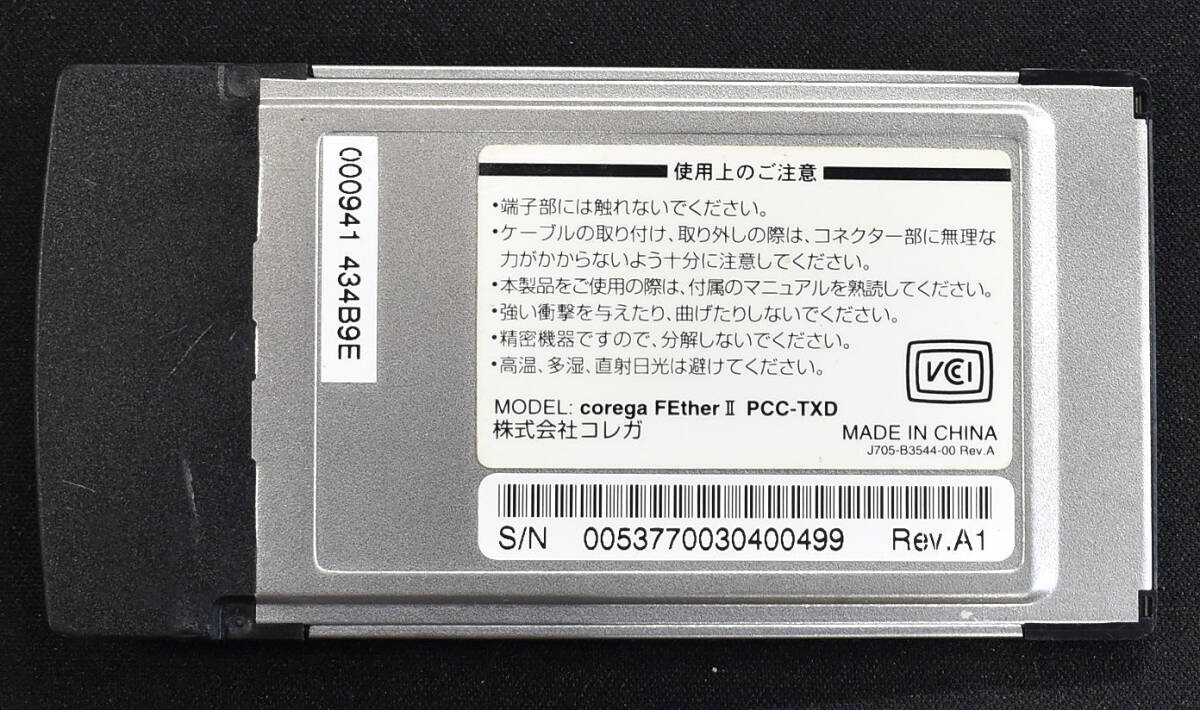 000941 434B9E
使用上のご注意
・端子部には触れないでください。
・ケーブルの取り付け、取り外しの際は、コネクター部に無理な
力がかからないよう十分に注意してください。
・本製品をご使用の際は、付属のマニュアルを熟読してください。
・強い衝撃を与えたり、曲げたりしないでください。
・精密機器ですので、分解しないでください。
・高温、多湿、直射日光は避けてください。
VCCI
MODEL: corega FEther II PCC-TXD
株式会社コレガ
MADE IN CHINA
J705-B3544-00 Rev.A
S/N 0053770030400499 Rev.A1